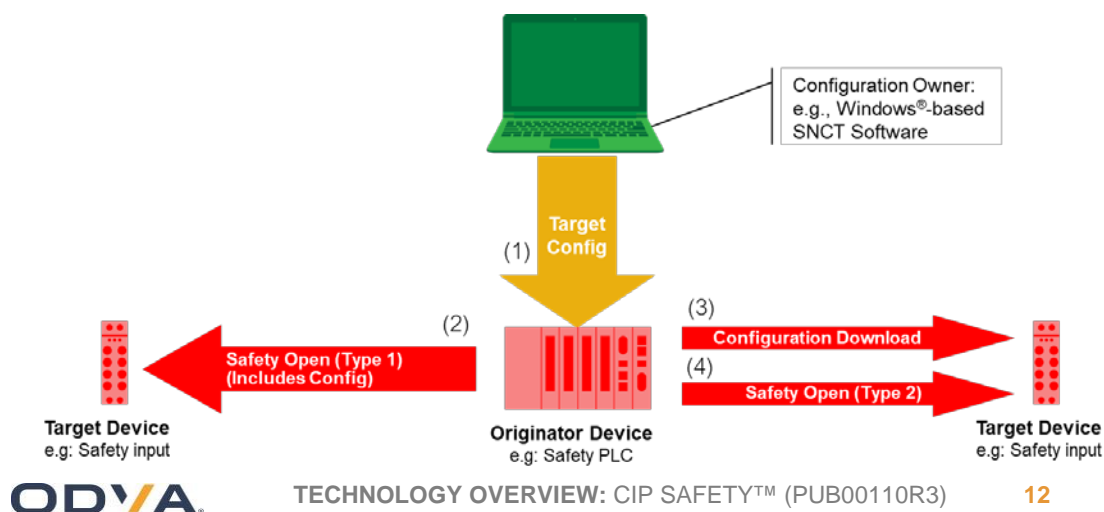 Configuration Owner:
e.g., Windows®-based
SNCT Software
Target
Config
(1)
(2)
Safety Open (Type 1)
(Includes Config)
(3)
Configuration Download
(4)
Safety Open (Type 2)
Target Device
e.g: Safety input
Originator Device
e.g: Safety PLC
Target Device
e.g: Safety input
ODVA.
TECHNOLOGY OVERVIEW: CIP SAFETY™ (PUB00110R3)
12